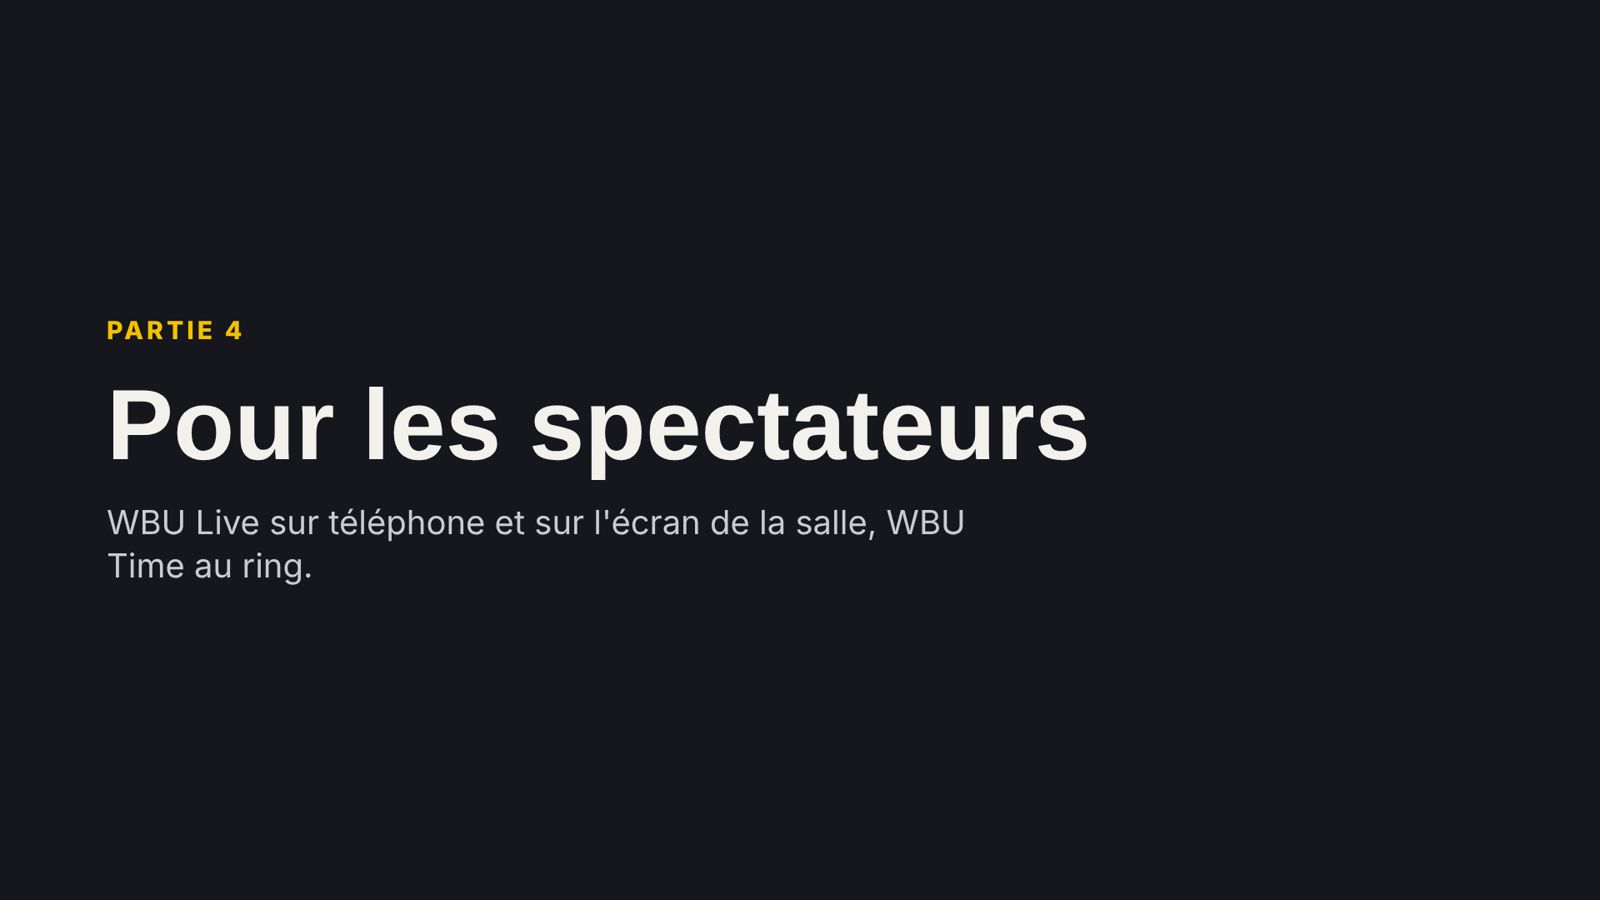 PARTIE 4
Pour les spectateurs
WBU Live sur téléphone et sur l'écran de la salle, WBU
Time au ring.